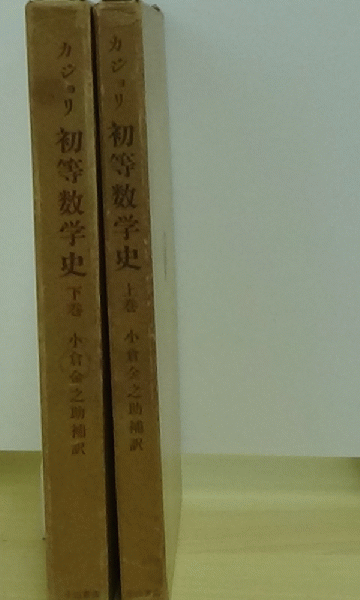 カジョリ 初等数学史 上巻 小倉金之助補訳
カジョリ 初等数学史 下巻 小倉金之助補訳